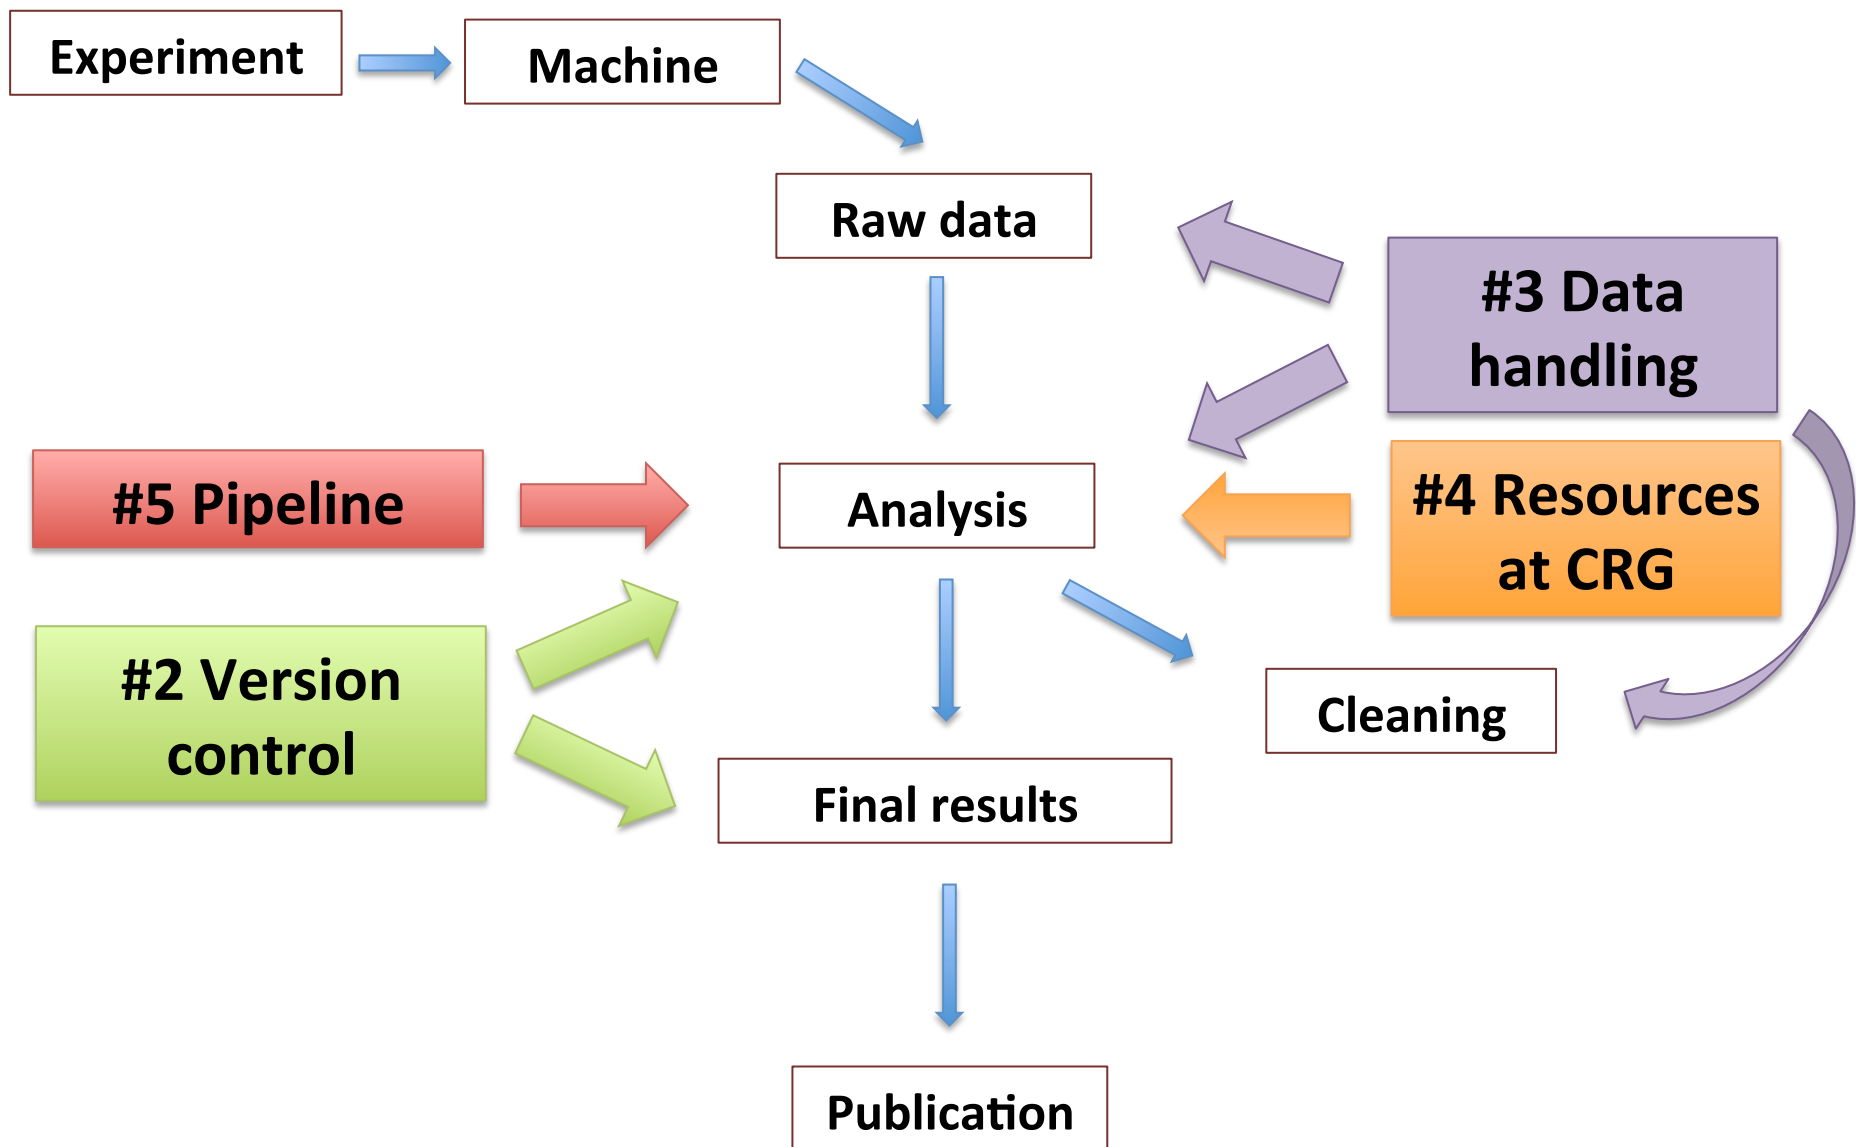 Experiment
Machine
Raw data
#3 Data
handling
#5 Pipeline
Analysis
#4 Resources
at CRG
#2 Version
control
Cleaning
Final results
Publication